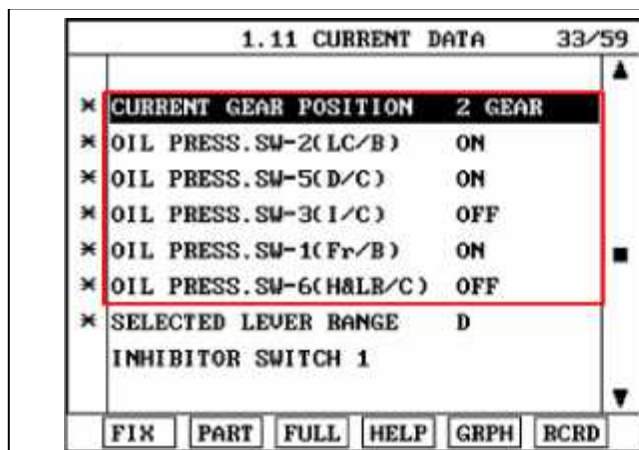 1.11 CURRENT DATA 33/59
* CURRENT GEAR POSITION 2 GEAR
* OIL PRESS.SW-2(LC/B) ON
* OIL PRESS.SW-5(D/C) ON
* OIL PRESS.SW-3(I/C) OFF
* OIL PRESS.SW-1(Fr/B) ON
* OIL PRESS.SW-6(H&LR/C) OFF
* SELECTED LEVER RANGE D
INHIBITOR SWITCH 1
FIX PART FULL HELP GRPH RCRD